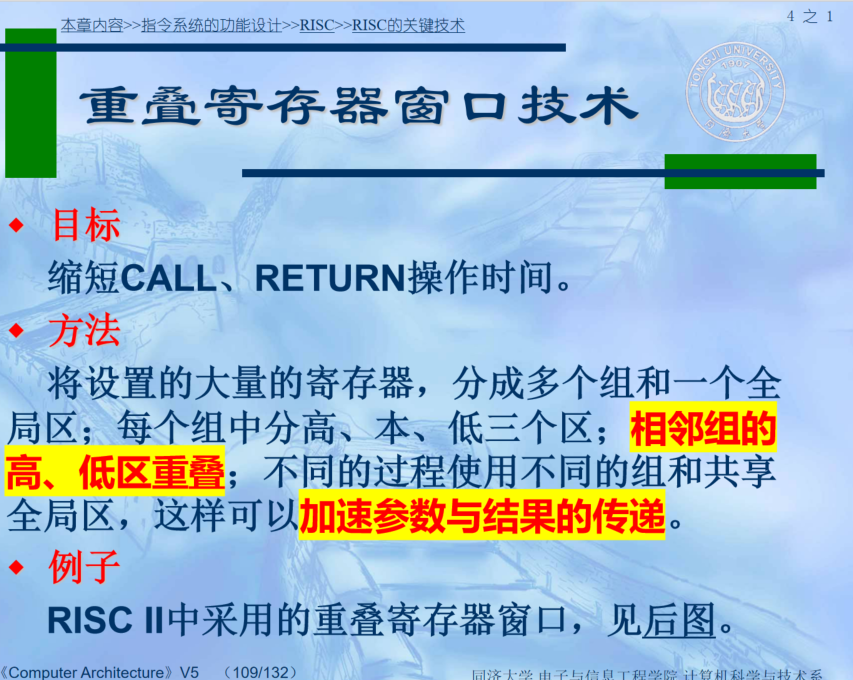 本章内容>>指令系统的功能设计>>RISC>>RISC的关键技术
4 之 1
重叠寄存器窗口技术
TONGJI UNIVERSITY
1907
目标
缩短CALL、RETURN操作时间。
方法
将设置的大量的寄存器，分成多个组和一个全
局区；每个组中分高、本、低三个区；相邻组的
高、低区重叠；不同的过程使用不同的组和共享
全局区，这样可以加速参数与结果的传递。
例子
RISC II中采用的重叠寄存器窗口，见后图。
《Computer Architecture》V5 （109/132）
同济大学 电子与信息工程学院 计算机科学与技术系